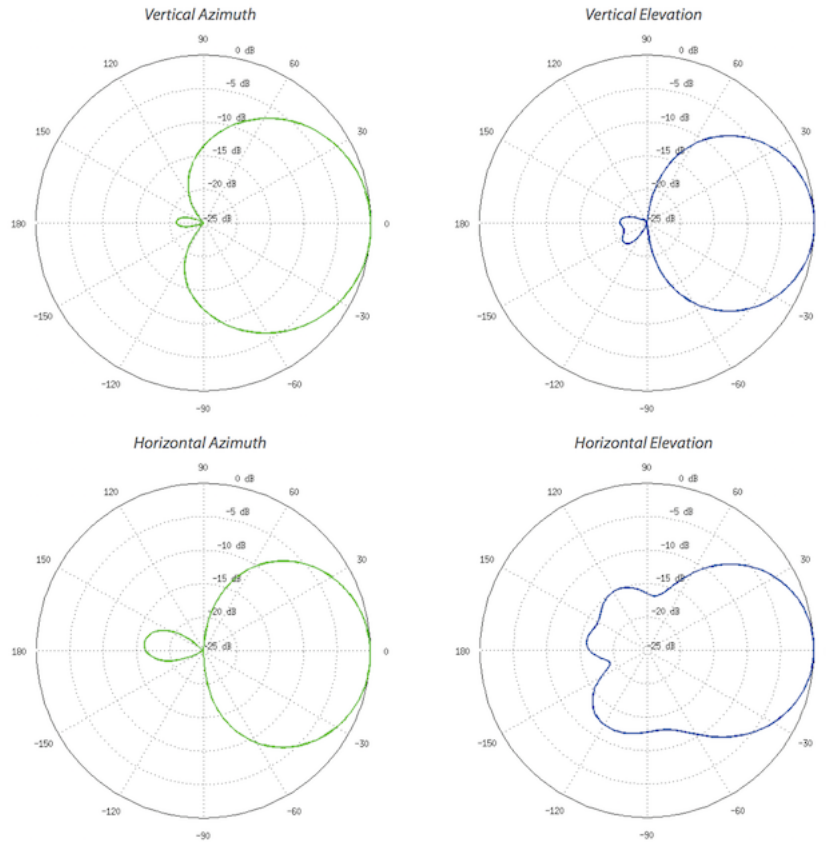 Vertical Azimuth
90
0 dB
120
60
-5 dB
-10 dB
150
30
-15 dB
-20 dB
180
-25 dB
0
-150
-30
-120
-60
-90
Vertical Elevation
90
0 dB
120
60
-5 dB
-10 dB
150
30
-15 dB
-20 dB
180
-25 dB
0
-150
-30
-120
-60
-90
Horizontal Azimuth
90
0 dB
120
60
-5 dB
-10 dB
150
30
-15 dB
-20 dB
180
-25 dB
0
-150
-30
-120
-60
-90
Horizontal Elevation
90
0 dB
120
60
-5 dB
-10 dB
150
30
-15 dB
-20 dB
180
-25 dB
0
-150
-30
-120
-60
-90